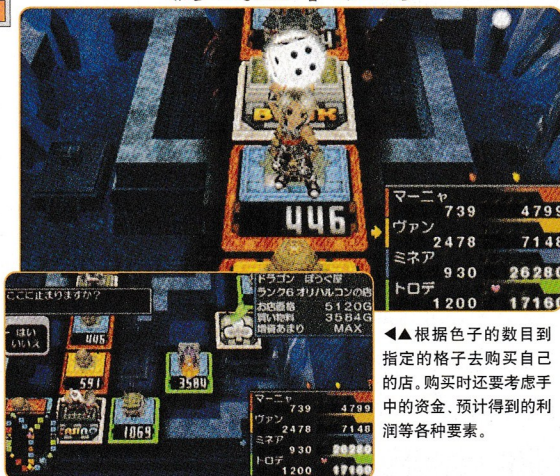 BANK
446
マーニャ
739 4799
ヴァン
2478 7148
ミネア
930 26280
トロデ
1200 17160
ここに止まりますか?
はい
いいえ
ドラゴン ぼうぐ屋
ランク6 オリハルコンの店
お店価格 5120G
買い物料 3584G
増資あまり MAX
446
591
3584
CASINO
1069
マーニャ
739 4799
ヴァン
2478 7148
ミネア
930 26280
トロデ
1200 17160
◀▲根据色子的数目到
指定的格子去购买自己
的店。购买时还要考虑手
中的资金、预计得到的利
润等各种要素。